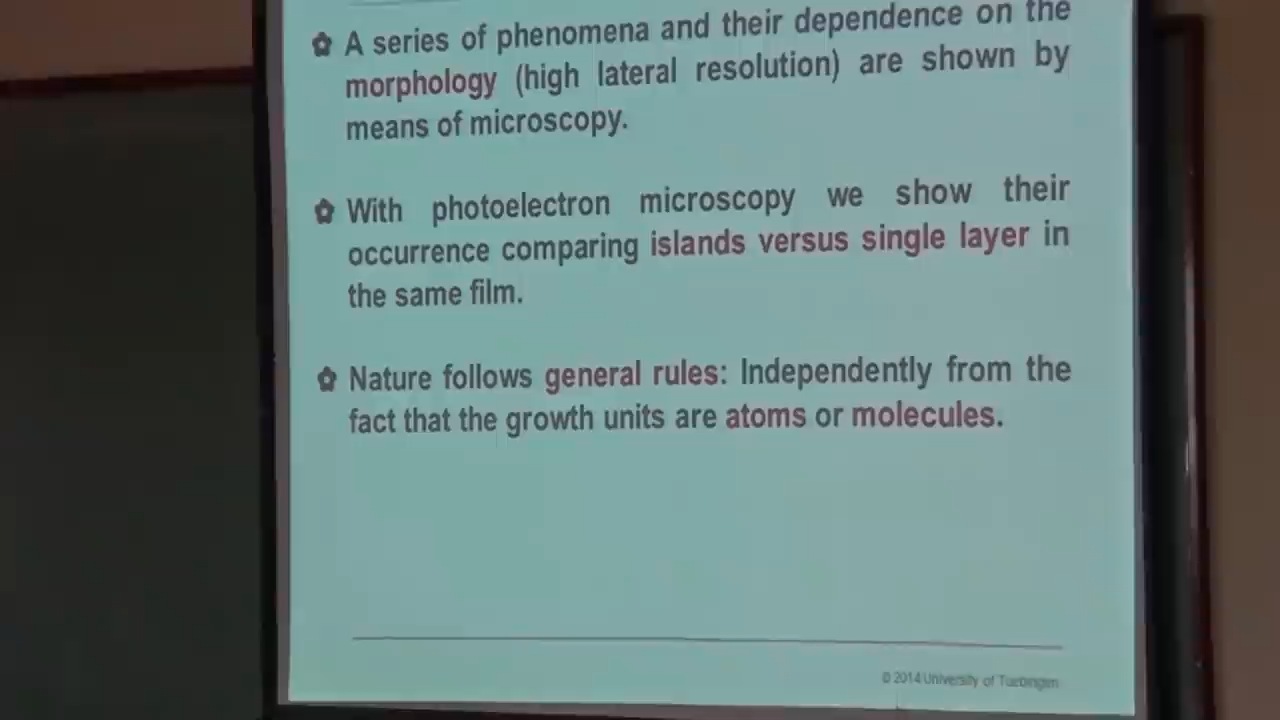 A series of phenomena and their dependence on the
morphology (high lateral resolution) are shown by
means of microscopy.
With photoelectron microscopy we show their
occurrence comparing islands versus single layer in
the same film.
Nature follows general rules: Independently from the
fact that the growth units are atoms or molecules.
© 2014 University of Tuebingen